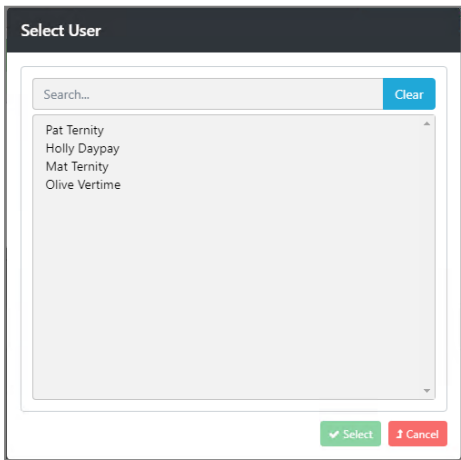 Select User
Search...
Clear
Pat Ternity
Holly Daypay
Mat Ternity
Olive Vertime
Select
Cancel